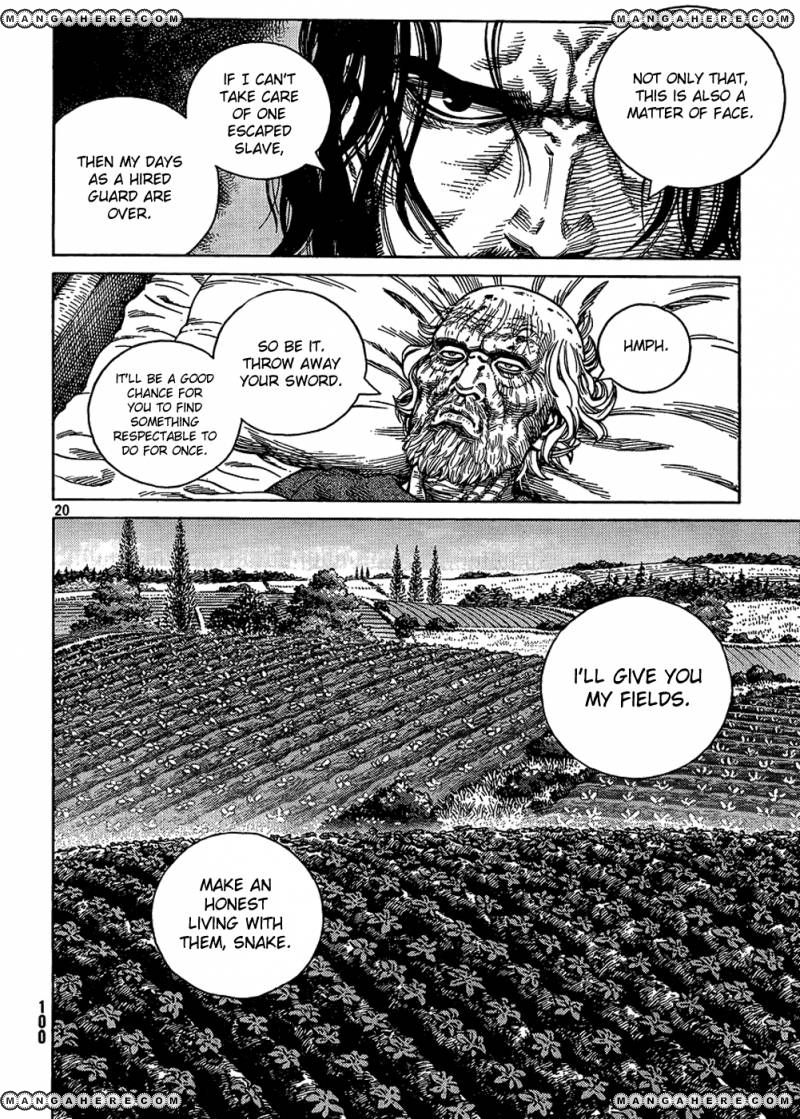 MANGAHERE.COM
MANGAHERE.COM
NOT ONLY THAT,
THIS IS ALSO A
MATTER OF FACE.
IF I CAN'T
TAKE CARE
OF ONE
ESCAPED
SLAVE,
THEN MY DAYS
AS A HIRED
GUARD ARE
OVER.
HMPH.
SO BE IT.
THROW AWAY
YOUR SWORD.
IT'LL BE A GOOD
CHANCE FOR
YOU TO FIND
SOMETHING
RESPECTABLE TO
DO FOR ONCE.
20
I'LL GIVE YOU
MY FIELDS.
MAKE AN
HONEST
LIVING WITH
THEM, SNAKE.
100
MANGAHERE.COM
MANGAHERE.COM